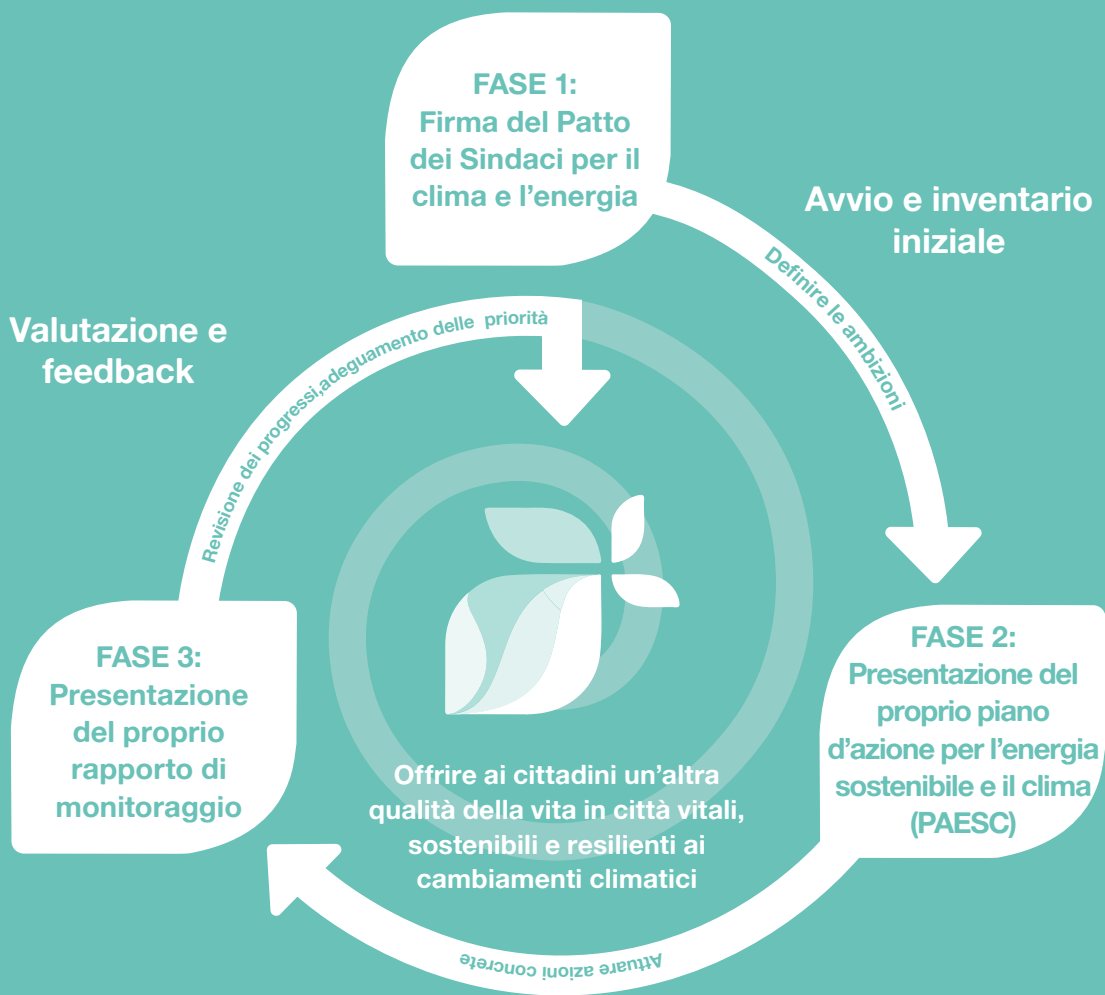 FASE 1:
Firma del Patto
dei Sindaci per il
clima e l'energia
Avvio e inventario
iniziale
Definire le ambizioni
FASE 2:
Presentazione del
proprio piano
d'azione per l'energia
sostenibile e il clima
(PAESC)
Attuare azioni concrete
FASE 3:
Presentazione
del proprio
rapporto di
monitoraggio
Revisione dei progressi,adeguamento delle priorità
Valutazione e
feedback
Offrire ai cittadini un'altra
qualità della vita in città vitali,
sostenibili e resilienti ai
cambiamenti climatici